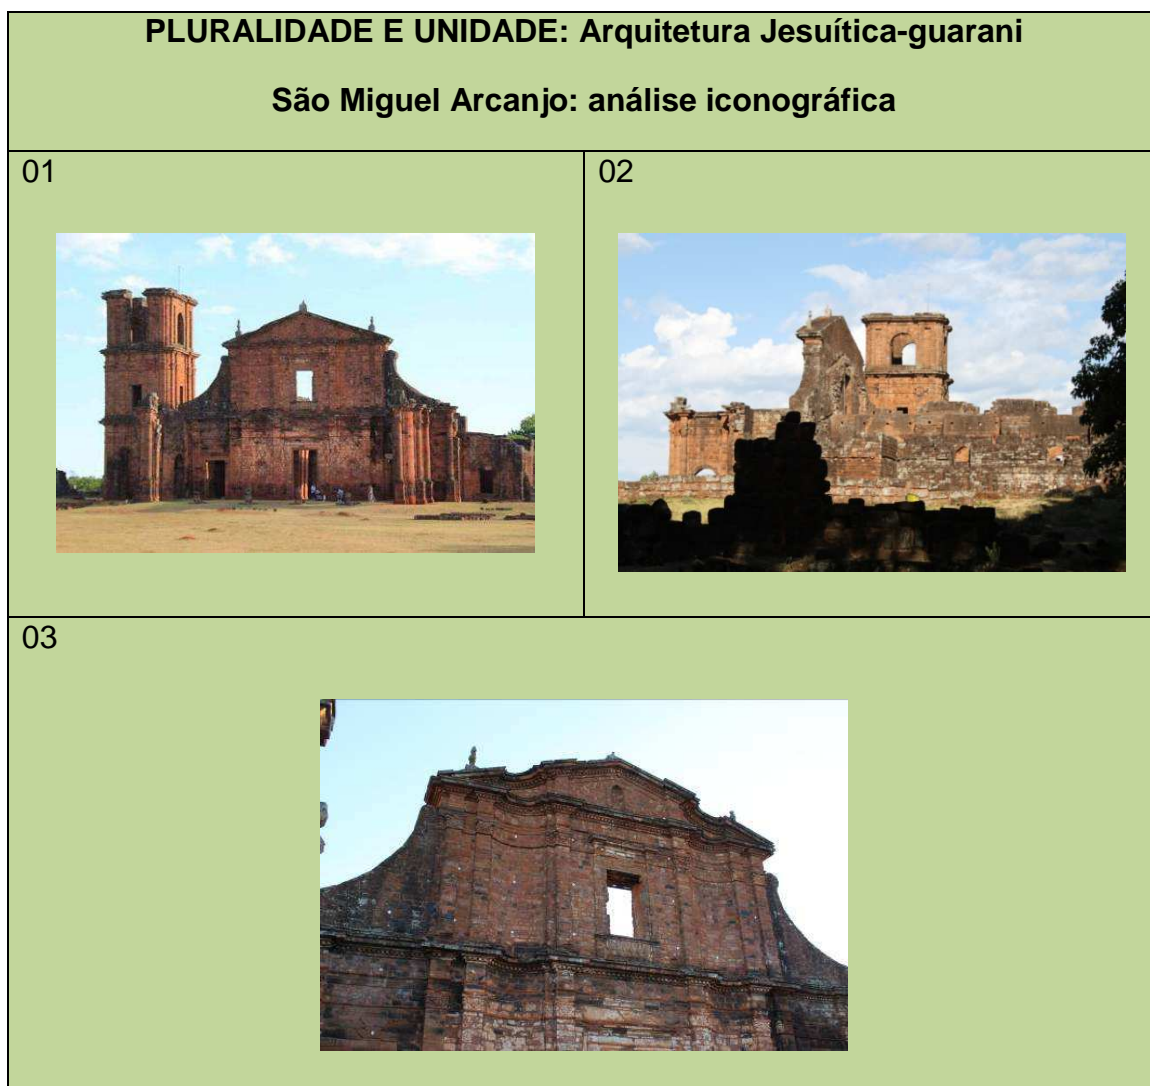 PLURALIDADE E UNIDADE: Arquitetura Jesuítica-guarani
São Miguel Arcanjo: análise iconográfica
01
02
03